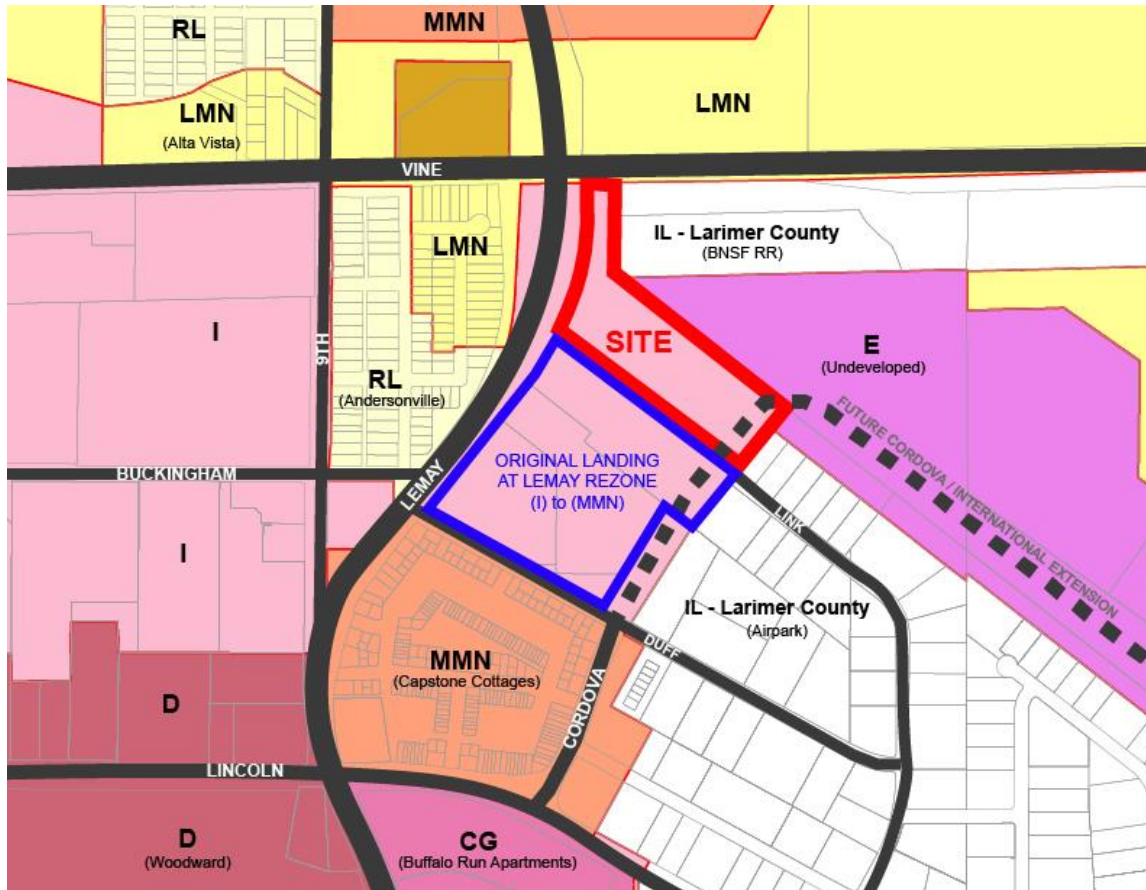 RL
MMN
LMN
(Alta Vista)
LMN
VINE
LMN
IL - Larimer County
(BNSF RR)
I
9TH
SITE
E
(Undeveloped)
RL
(Andersonville)
FUTURE CORDOVA / INTERNATIONAL EXTENSION
BUCKINGHAM
LEMAY
ORIGINAL LANDING
AT LEMAY REZONE
(I) to (MMN)
LINK
I
IL - Larimer County
(Airpark)
DUFF
MMN
(Capstone Cottages)
CORDOVA
D
LINCOLN
D
(Woodward)
CG
(Buffalo Run Apartments)